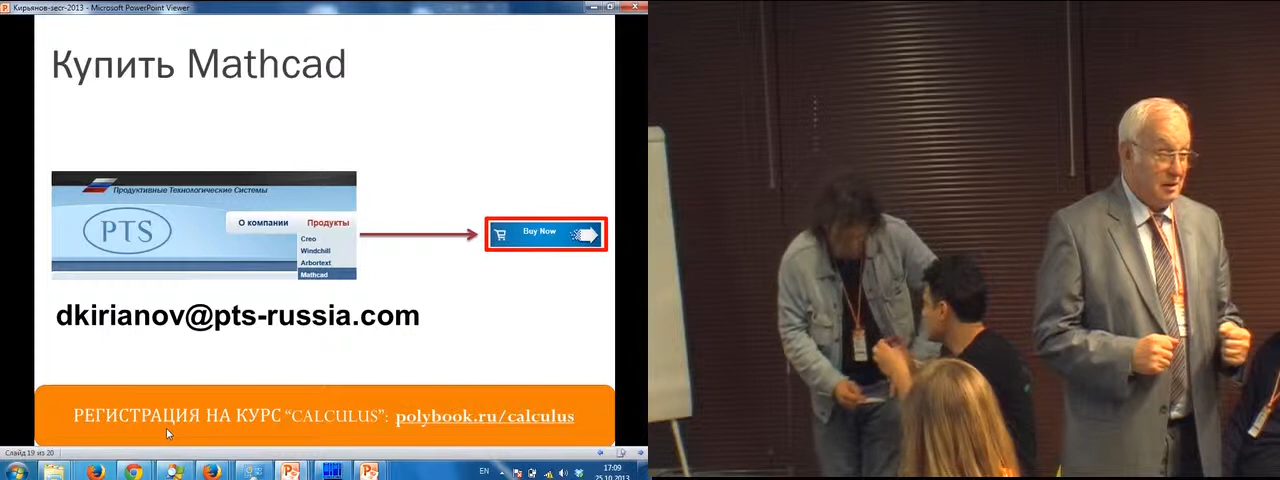 Кирьянов-secr-2013 - Microsoft PowerPoint Viewer
Купить Mathcad
Продуктивные Технологические Системы
PTS
О компании Продукты
Creo
Windchill
Arbortext
Mathcad
Buy Now
dkirianov@pts-russia.com
РЕГИСТРАЦИЯ НА КУРС “CALCULUS”: polybook.ru/calculus
Слайд 19 из 20
EN
17:09
25.10.2013